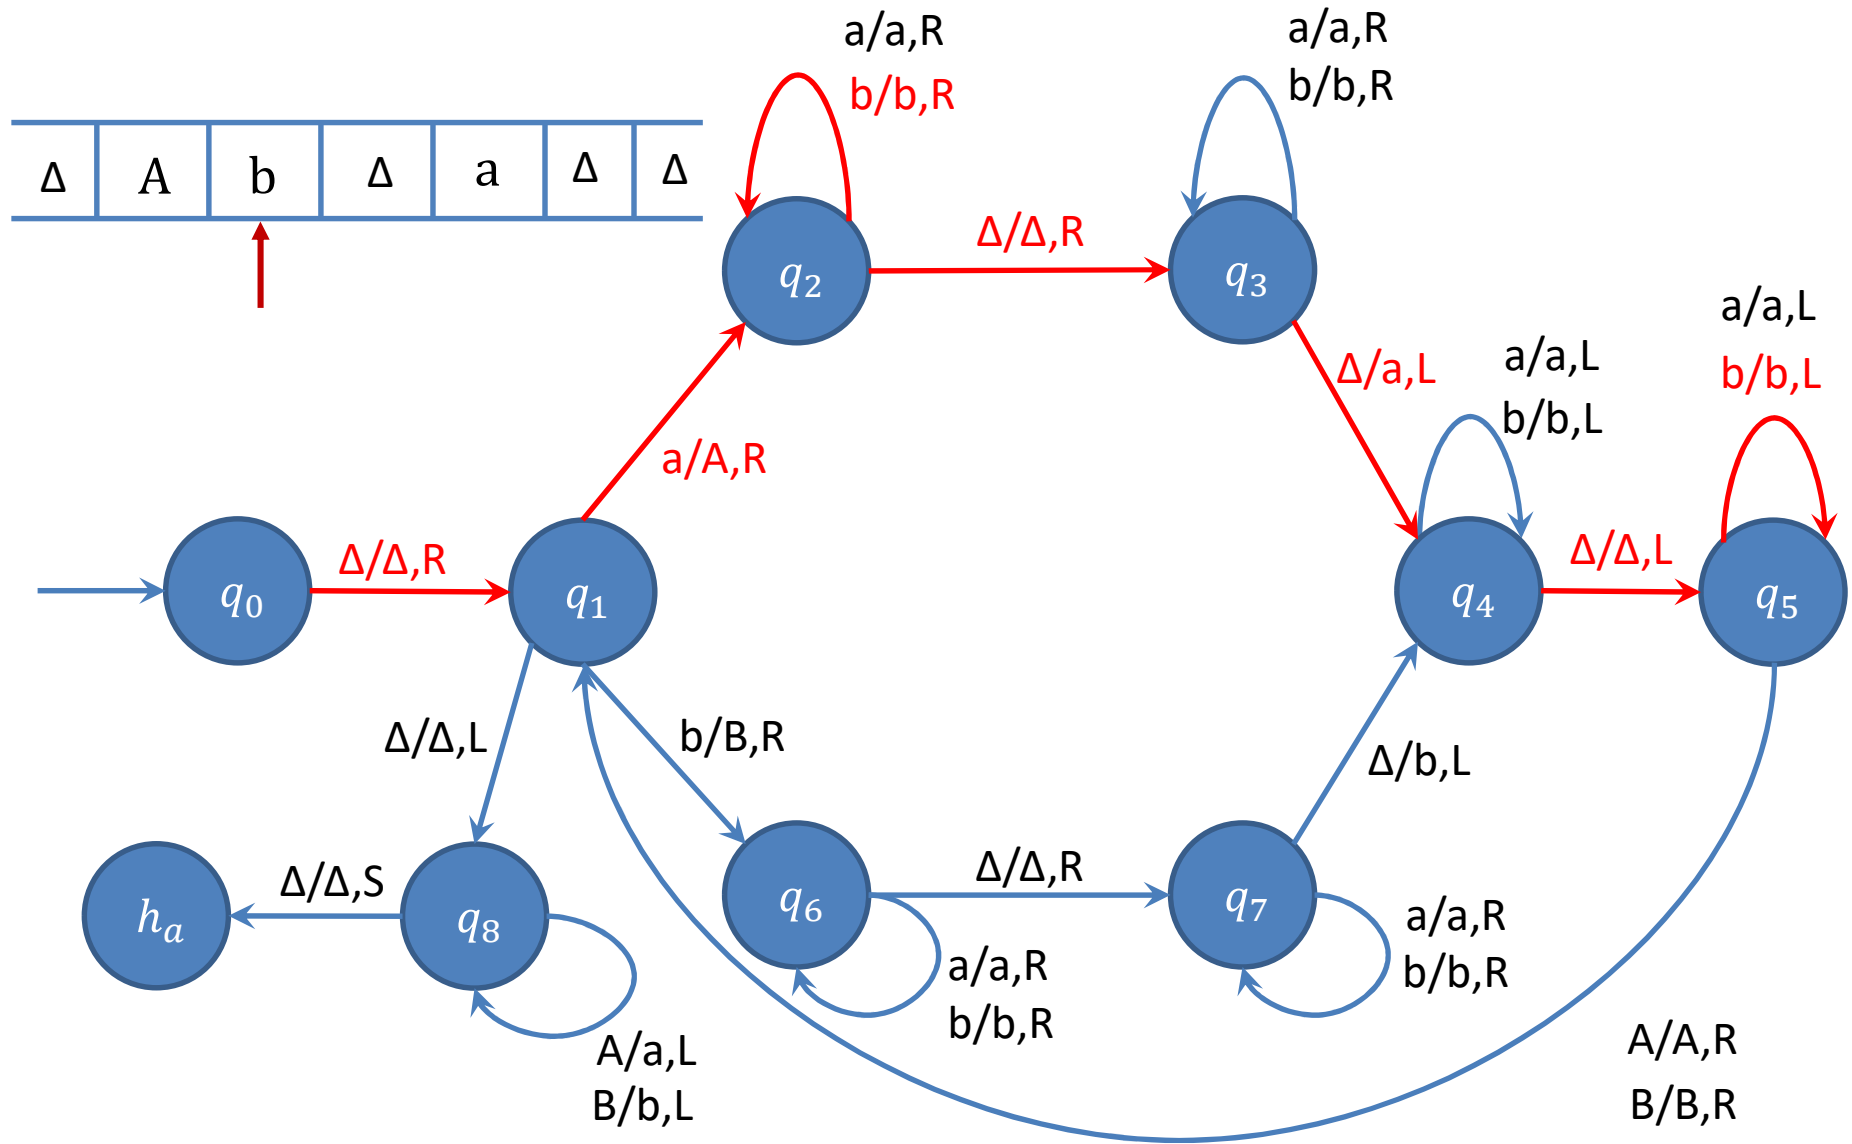 a/a,R
b/b,R
a/a,R
b/b,R
Δ A b Δ a Δ Δ
q2
Δ/Δ,R
q3
a/a,L
b/b,L
Δ/a,L
a/a,L
b/b,L
a/A,R
q0
Δ/Δ,R
q1
q4
Δ/Δ,L
q5
Δ/Δ,L
b/B,R
Δ/b,L
ha
Δ/Δ,S
q8
q6
Δ/Δ,R
q7
a/a,R
b/b,R
a/a,R
b/b,R
A/a,L
B/b,L
A/A,R
B/B,R